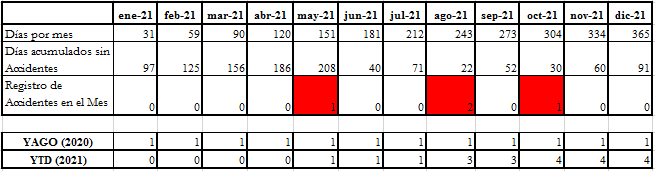 ene-21 feb-21 mar-21 abr-21 may-21 jun-21 jul-21 ago-21 sep-21 oct-21 nov-21 dic-21
Días por mes 31 59 90 120 151 181 212 243 273 304 334 365
Días acumulados sin
Accidentes 97 125 156 186 208 40 71 22 52 30 60 91
Registro de
Accidentes en el Mes 0 0 0 0 1 0 0 2 0 1 0 0
YAGO (2020) 1 1 1 1 1 1 1 1 1 1 1 1
YTD (2021) 0 0 0 0 1 1 1 3 3 4 4 4